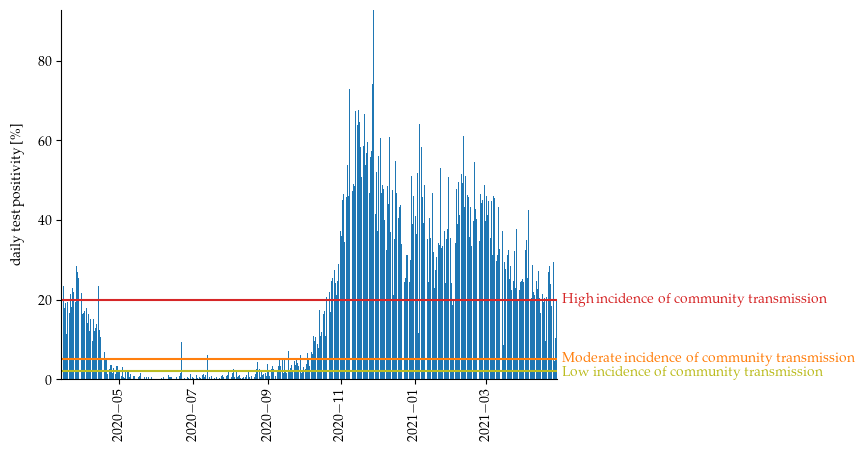 80
60
40
20
0
daily test positivity [%]
High incidence of community transmission
Moderate incidence of community transmission
Low incidence of community transmission
2020−05
2020−07
2020−09
2020−11
2021−01
2021−03